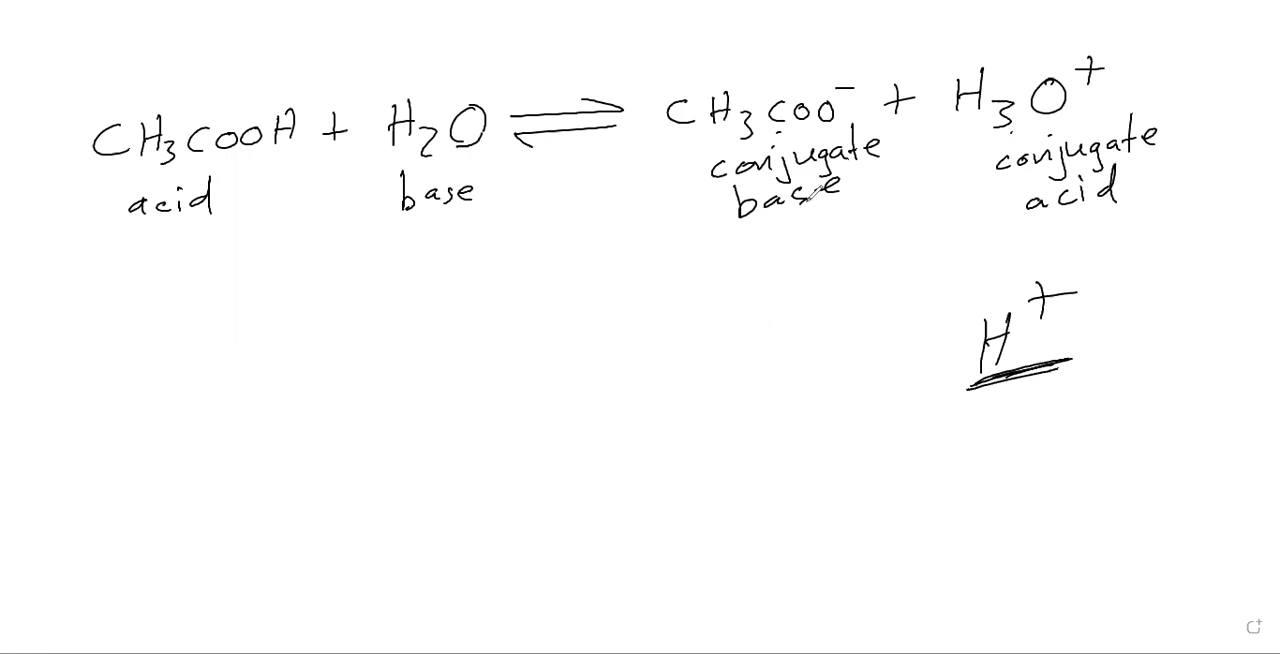 CH3COOH + H2O ⇌ CH3COO⁻ + H3O⁺
acid base conjugate base conjugate acid
H⁺